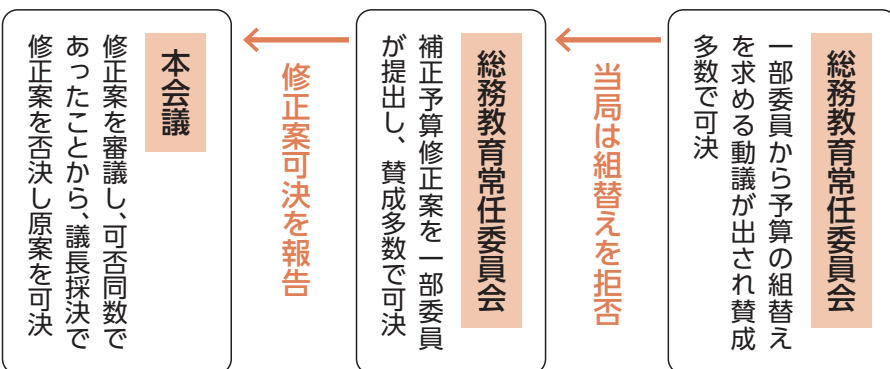 総務教育常任委員会
一部委員から予算の組替え
を求める動議が出され賛成
多数で可決
当局は組替えを拒否
総務教育常任委員会
補正予算修正案を一部委員
が提出し、賛成多数で可決
修正案可決を報告
本会議
修正案を審議し、可否同数で
あったことから、議長採決で
修正案を否決し原案を可決